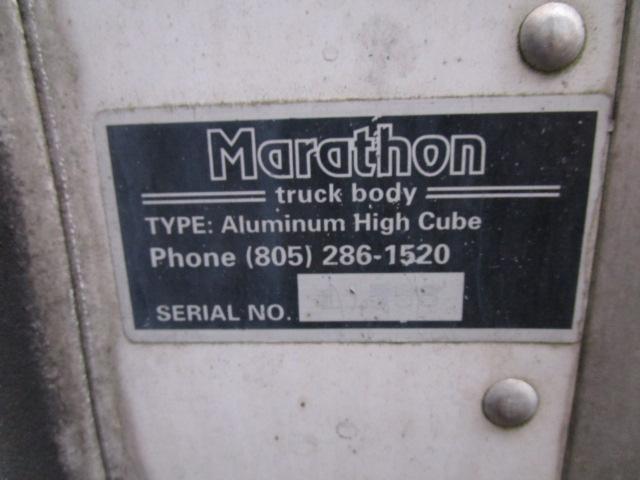 Marathon
truck body
TYPE: Aluminum High Cube
Phone (805) 286-1520
SERIAL NO.